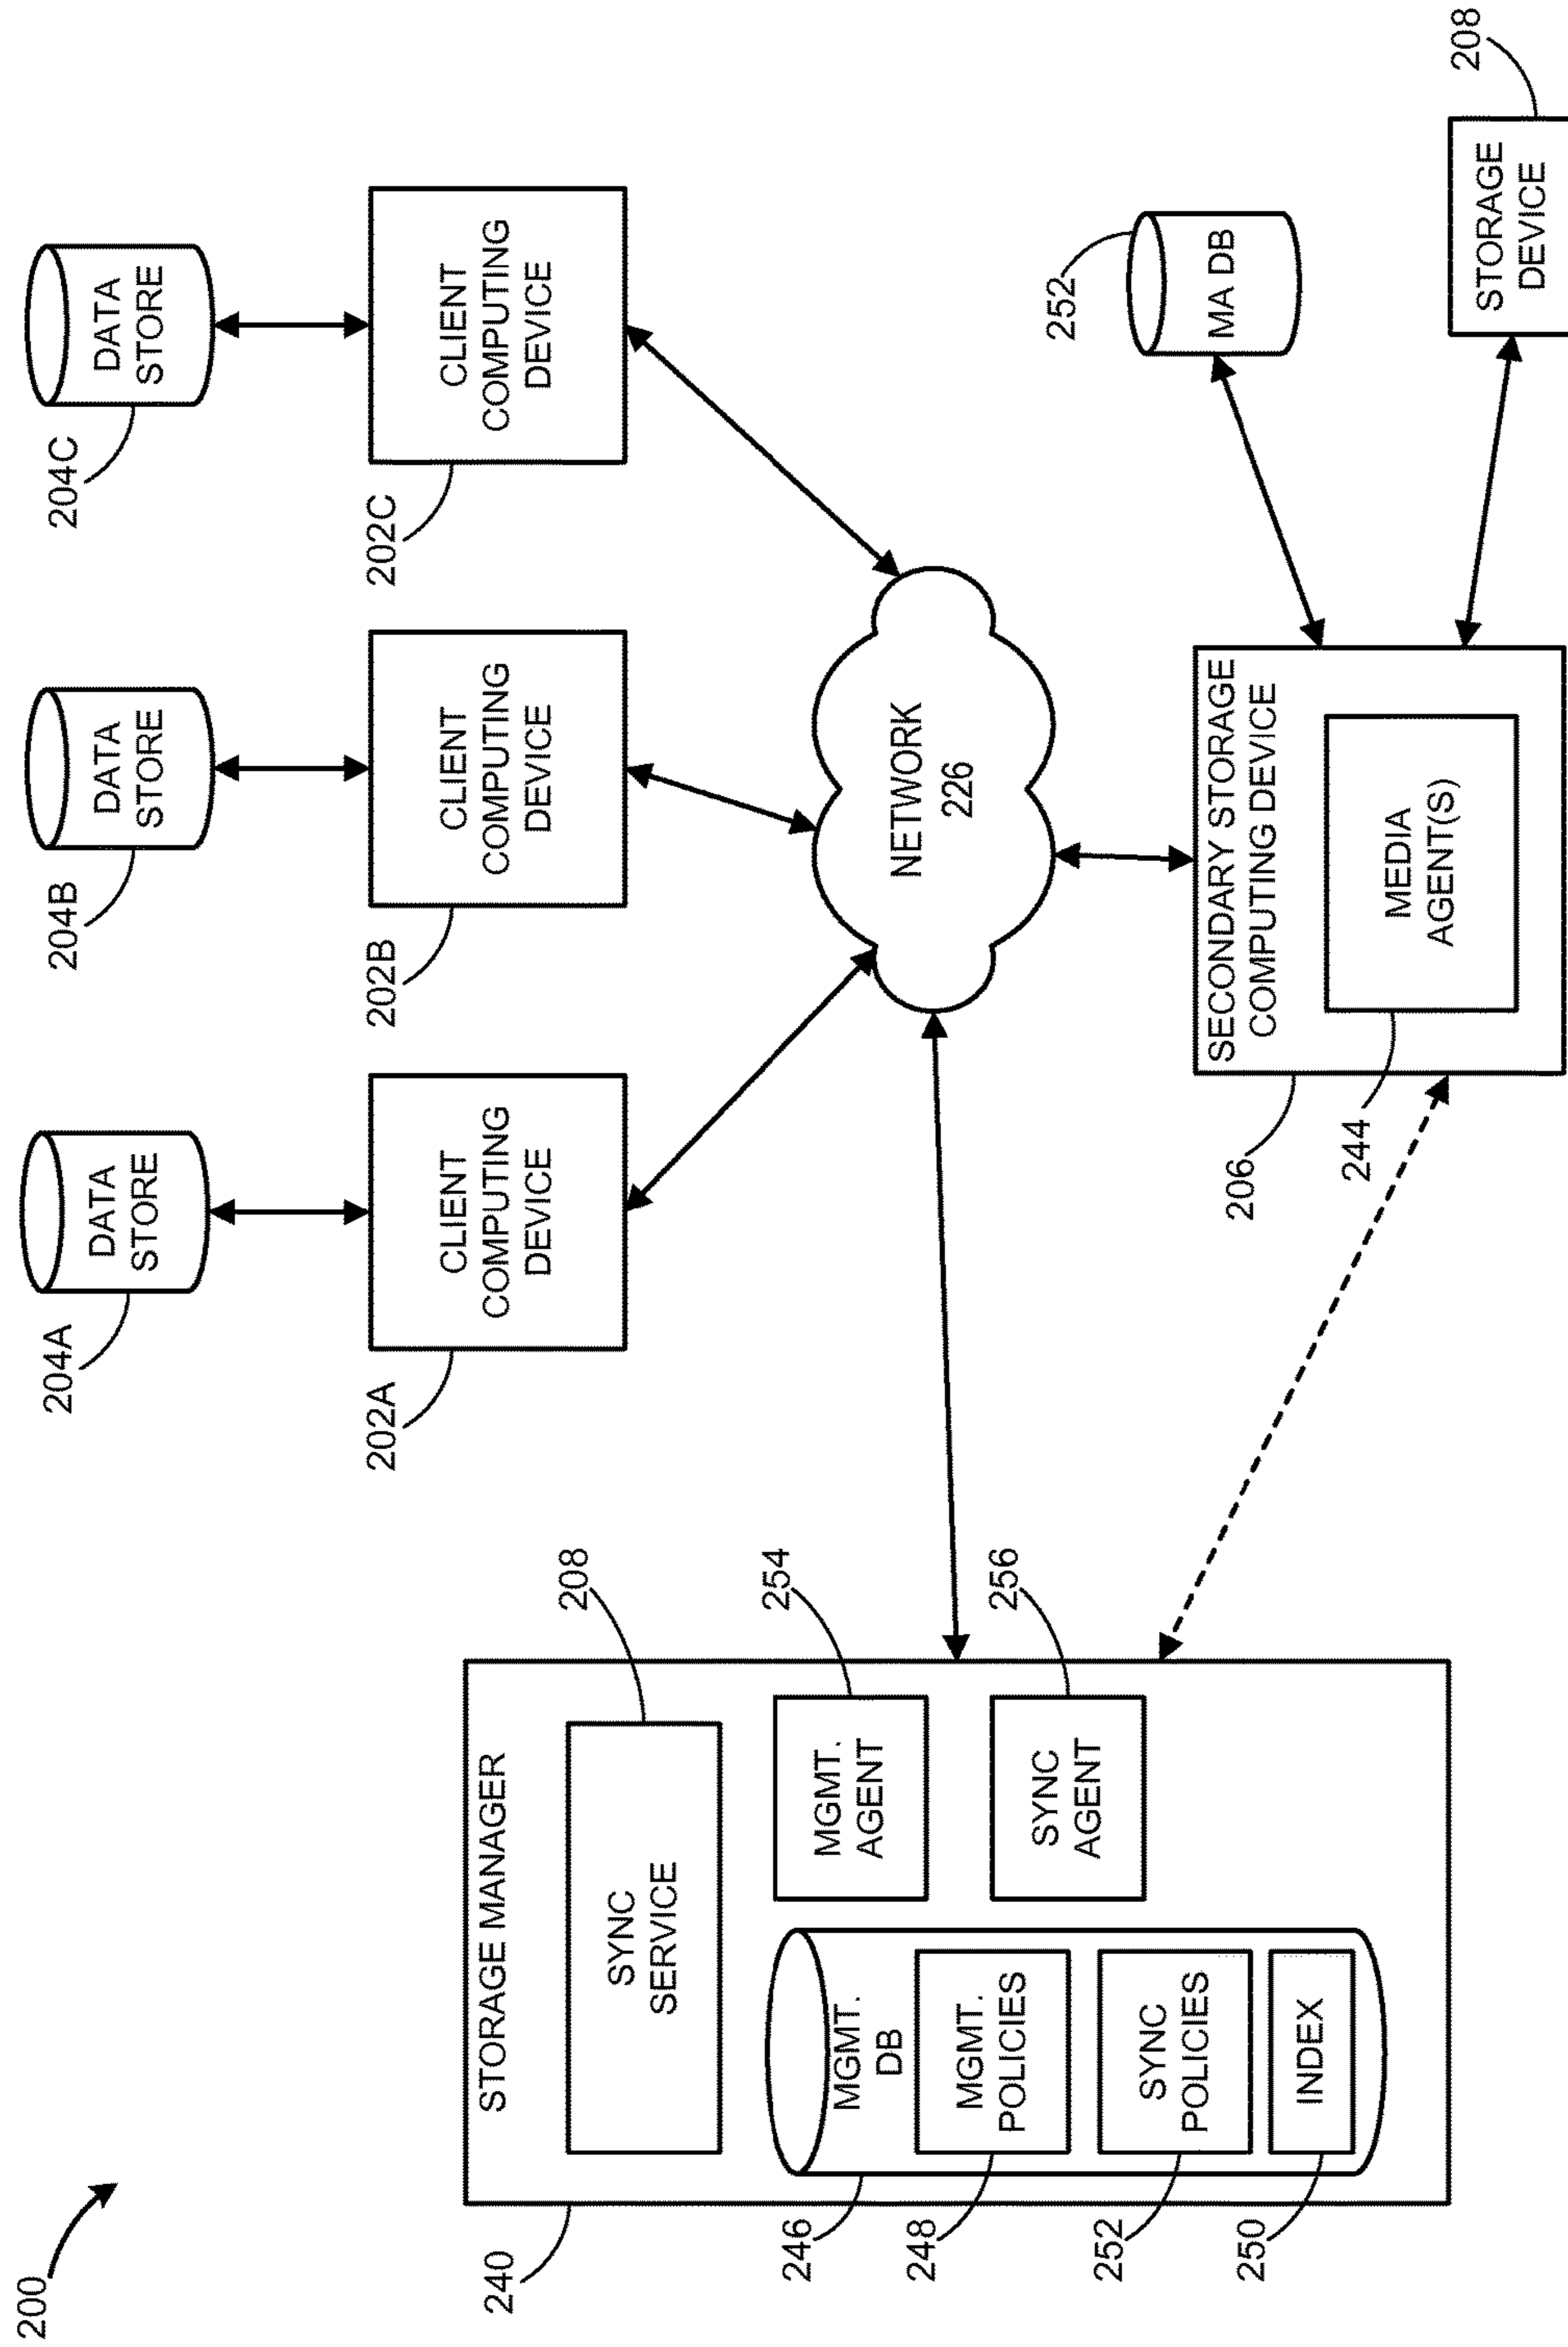 200
204A
DATA
STORE
204B
DATA
STORE
204C
DATA
STORE
202A
CLIENT
COMPUTING
DEVICE
202B
CLIENT
COMPUTING
DEVICE
202C
CLIENT
COMPUTING
DEVICE
240
STORAGE MANAGER
208
SYNC
SERVICE
246
MGMT.
DB
248
MGMT.
POLICIES
252
SYNC
POLICIES
250
INDEX
254
MGMT.
AGENT
256
SYNC
AGENT
NETWORK
226
206
SECONDARY STORAGE
COMPUTING DEVICE
244
MEDIA
AGENT(S)
252
MA DB
208
STORAGE
DEVICE